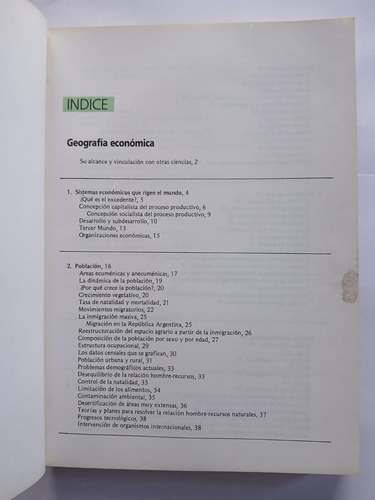 INDICE
Geografía económica
Su alcance y vinculación con otras ciencias, 2
1. Sistemas económicos que rigen el mundo, 4
¿Qué es el excedente?, 5
Concepción capitalista del proceso productivo, 6
Concepción socialista del proceso productivo, 9
Desarrollo y subdesarrollo, 10
Tercer Mundo, 13
Organizaciones económicas, 15
2. Población, 16
Areas ecuménicas y anecuménicas, 17
La dinámica de la población, 19
¿Por qué crece la población?, 20
Crecimiento vegetativo, 20
Tasa de natalidad y mortalidad, 21
Movimientos migratorios, 22
La inmigración masiva, 25
Migración en la República Argentina, 25
Reestructuración del espacio agrario a partir de la inmigración, 26
Composición de la población por sexo y por edad, 27
Estructura ocupacional, 29
Los datos censales que se grafican, 30
Población urbana y rural, 31
Problemas demográficos actuales, 33
Desequilibrio de la relación hombre-recursos, 33
Control de la natalidad, 33
Limitación de los alimentos, 34
Contaminación ambiental, 35
Desertificación de áreas muy extensas, 36
Teorías y planes para resolver la relación hombre-recursos naturales, 37
Progresos tecnológicos, 38
Intervención de organismos internacionales, 38